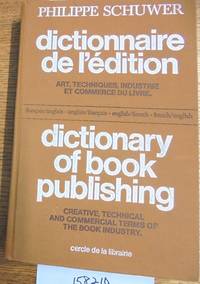 PHILIPPE SCHUWER
dictionnaire
de l'édition
ART, TECHNIQUES, INDUSTRIE
ET COMMERCE DU LIVRE.
français/anglais - anglais/français • english/french - french/english
dictionary
of book
publishing
CREATIVE, TECHNICAL
AND COMMERCIAL TERMS OF
THE BOOK INDUSTRY.
cercle de la librairie